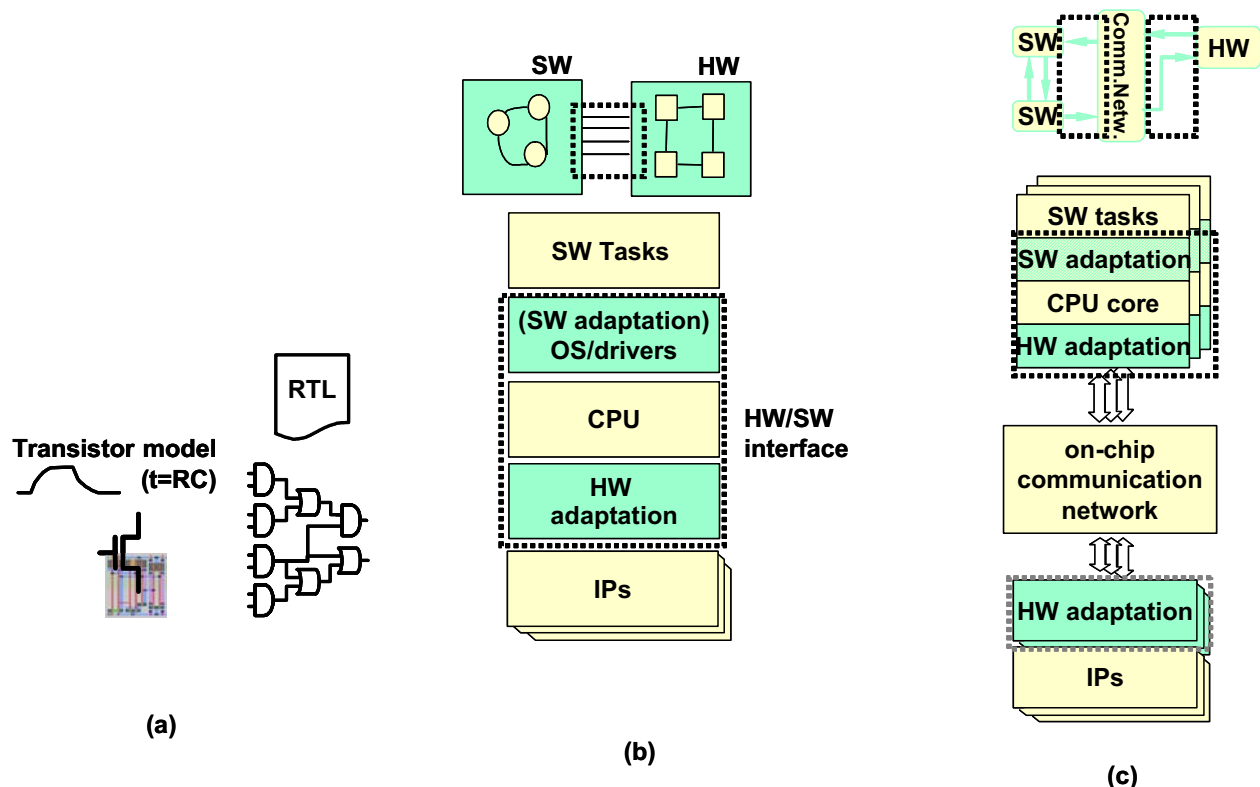 Transistor model
(t=RC)
RTL
(a)
SW
HW
SW Tasks
(SW adaptation)
OS/drivers
CPU
HW
adaptation
HW/SW
interface
IPs
(b)
SW
SW
Comm.Netw.
HW
SW tasks
SW adaptation
CPU core
HW adaptation
on-chip
communication
network
HW adaptation
IPs
(c)